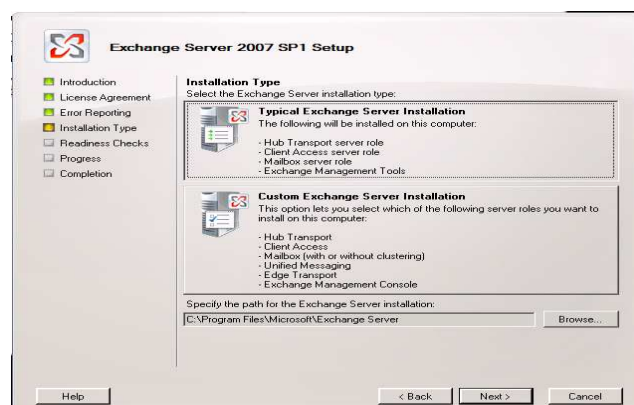 Exchange Server 2007 SP1 Setup
Introduction
License Agreement
Error Reporting
Installation Type
Readiness Checks
Progress
Completion
Installation Type
Select the Exchange Server installation type:
Typical Exchange Server Installation
The following will be installed on this computer:
- Hub Transport server role
- Client Access server role
- Mailbox server role
- Exchange Management Tools
Custom Exchange Server Installation
This option lets you select which of the following server roles you want to
install on this computer:
- Hub Transport
- Client Access
- Mailbox (with or without clustering)
- Unified Messaging
- Edge Transport
- Exchange Management Console
Specify the path for the Exchange Server installation:
C:\Program Files\Microsoft\Exchange Server
Browse...
Help
< Back
Next >
Cancel